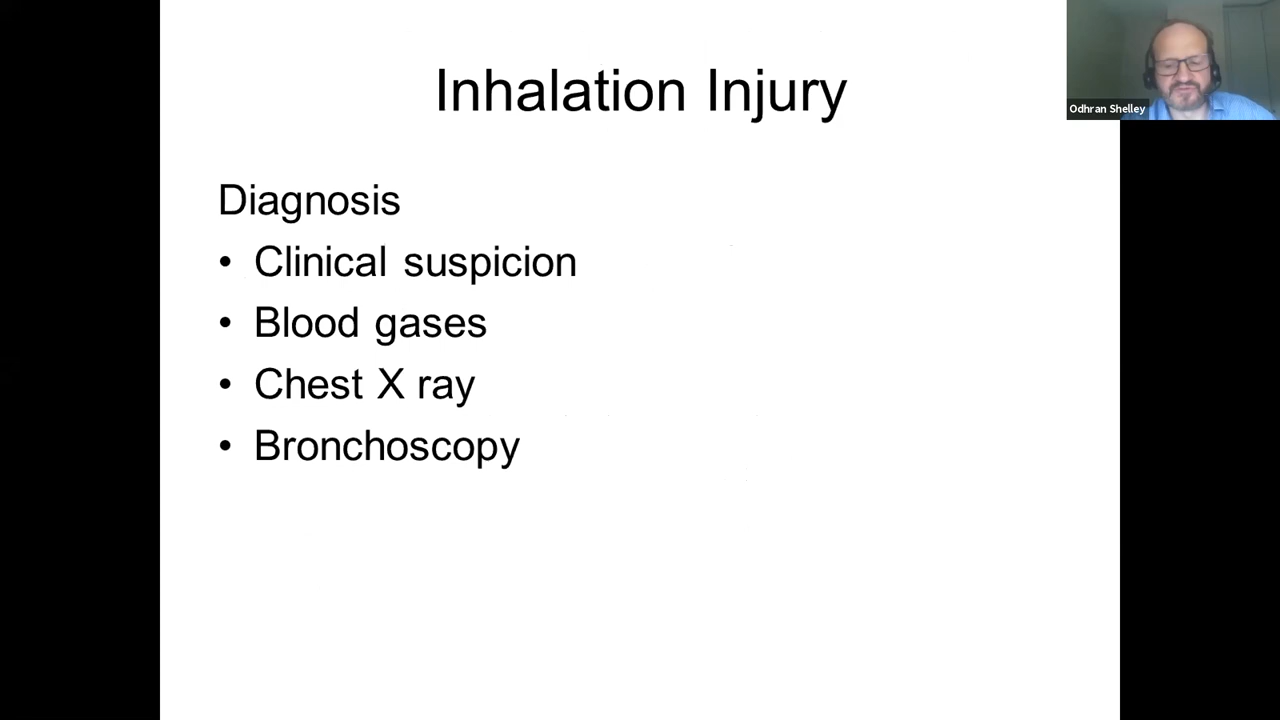 Inhalation Injury
Odhran Shelley
Diagnosis
• Clinical suspicion
• Blood gases
• Chest X ray
• Bronchoscopy